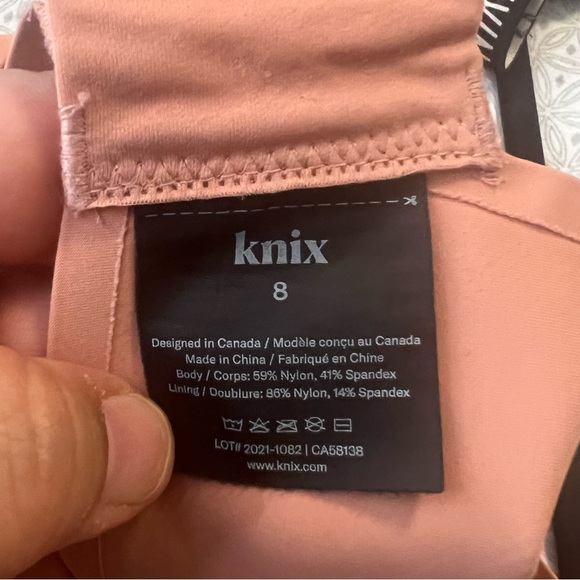 knix
8
Designed in Canada / Modèle conçu au Canada
Made in China / Fabriqué en Chine
Body / Corps: 59% Nylon, 41% Spandex
Lining / Doublure: 86% Nylon, 14% Spandex
LOT# 2021-1082 | CA58138
www.knix.com